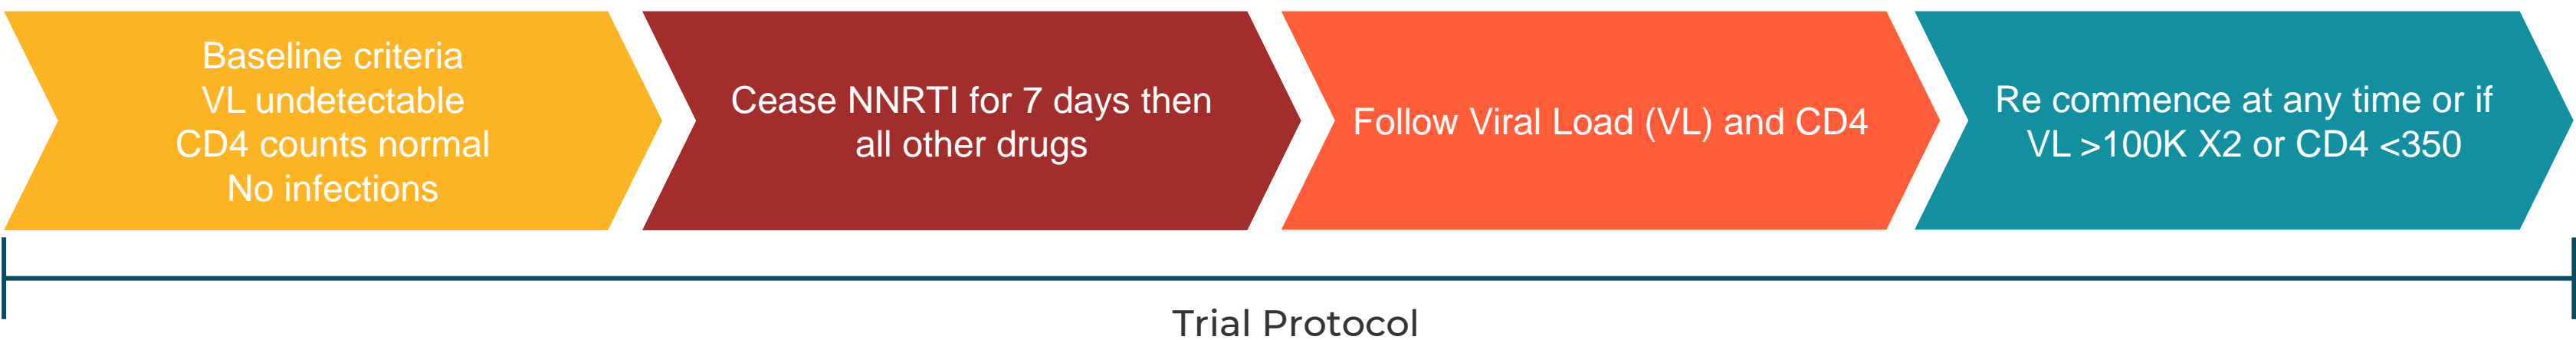 Baseline criteria
VL undetectable
CD4 counts normal
No infections
Cease NNRTI for 7 days then
all other drugs
Follow Viral Load (VL) and CD4
Re commence at any time or if
VL >100K X2 or CD4 <350
Trial Protocol